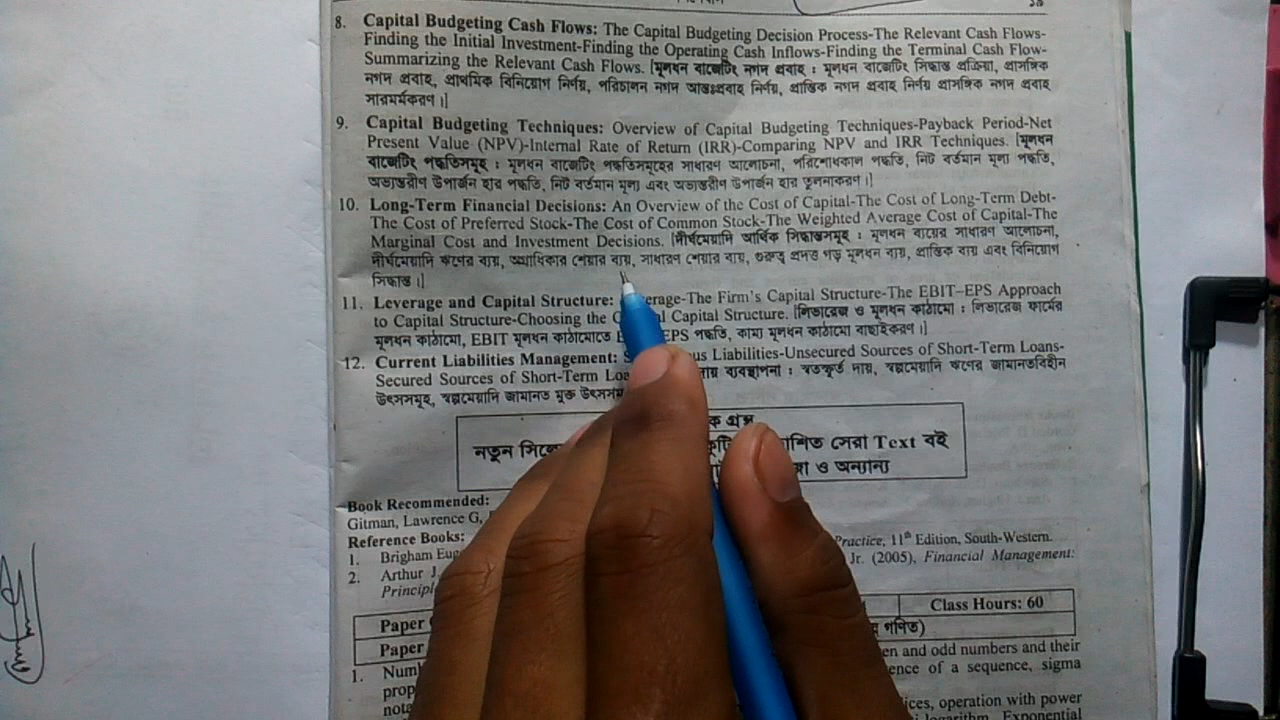 8. Capital Budgeting Cash Flows: The Capital Budgeting Decision Process-The Relevant Cash Flows-
Finding the Initial Investment-Finding the Operating Cash Inflows-Finding the Terminal Cash Flow-
Summarizing the Relevant Cash Flows. [মূলধন বাজেটিং নগদ প্রবাহ : মূলধন বাজেটিং সিদ্ধান্ত প্রক্রিয়া, প্রাসঙ্গিক
নগদ প্রবাহ, প্রাথমিক বিনিয়োগ নির্ণয়, পরিচালন নগদ আন্তঃপ্রবাহ নির্ণয়, প্রান্তিক নগদ প্রবাহ নির্ণয় প্রাসঙ্গিক নগদ প্রবাহ
সারমর্মকরণ।]
9. Capital Budgeting Techniques: Overview of Capital Budgeting Techniques-Payback Period-Net
Present Value (NPV)-Internal Rate of Return (IRR)-Comparing NPV and IRR Techniques. [মূলধন
বাজেটিং পদ্ধতিসমূহ : মূলধন বাজেটিং পদ্ধতিসমূহের সাধারণ আলোচনা, পরিশোধকাল পদ্ধতি, নিট বর্তমান মূল্য পদ্ধতি,
অভ্যন্তরীণ উপার্জন হার পদ্ধতি, নিট বর্তমান মূল্য এবং অভ্যন্তরীণ উপার্জন হার তুলনাকরণ।]
10. Long-Term Financial Decisions: An Overview of the Cost of Capital-The Cost of Long-Term Debt-
The Cost of Preferred Stock-The Cost of Common Stock-The Weighted Average Cost of Capital-The
Marginal Cost and Investment Decisions. [দীর্ঘমেয়াদি আর্থিক সিদ্ধান্তসমূহ : মূলধন ব্যয়ের সাধারণ আলোচনা,
দীর্ঘমেয়াদি ঋণের ব্যয়, অগ্রাধিকার শেয়ার ব্যয়, সাধারণ শেয়ার ব্যয়, গুরুত্ব প্রদত্ত গড় মূলধন ব্যয়, প্রান্তিক ব্যয় এবং বিনিয়োগ
সিদ্ধান্ত।]
11. Leverage and Capital Structure: erage-The Firm's Capital Structure-The EBIT–EPS Approach
to Capital Structure-Choosing the Capital Structure. [লিভারেজ ও মূলধন কাঠামো : লিভারেজ ফার্মের
মূলধন কাঠামো, EBIT মূলধন কাঠামোতে EPS পদ্ধতি, কাম্য মূলধন কাঠামো বাছাইকরণ।]
12. Current Liabilities Management: us Liabilities-Unsecured Sources of Short-Term Loans-
Secured Sources of Short-Term দায় ব্যবস্থাপনা : স্বতঃস্ফূর্ত দায়, স্বল্পমেয়াদি ঋণের জামানতবিহীন
উৎসসমূহ, স্বল্পমেয়াদি জামানত যুক্ত
ক গ্রন্থ
নতুন সেরা Text বই
ও অন্যান্য
Book Recommended:
Gitman, Lawrence G, Practice, 11th Edition, South-Western.
Reference Books:
1. Brigham Jr. (2005), Financial Management:
2. Arthur J.
Principl
Paper Class Hours: 60
Paper গণিত)
1. Num en and odd numbers and their
prop ence of a sequence, sigma
nota ices, operation with power
logarithm. Exponential